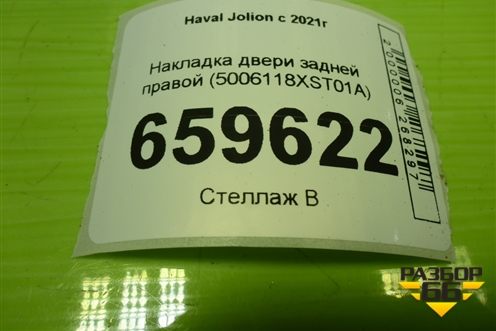 Haval Jolion с 2021г
Накладка двери задней
правой (5006118XST01A)
659622
Стеллаж В
2000006268297
РАЗБОР
66